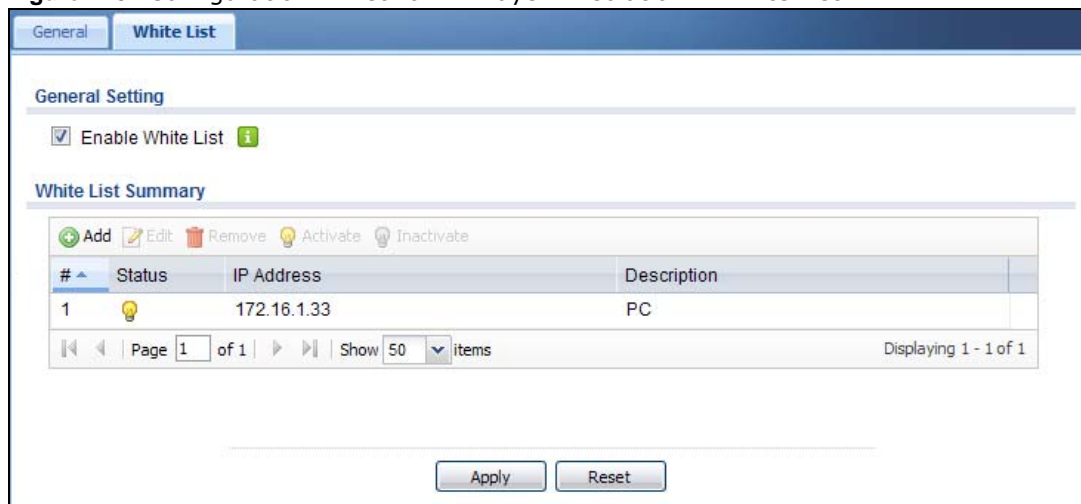 General White List
General Setting
Enable White List
White List Summary
Add Edit Remove Activate Inactivate
# Status IP Address Description
1 172.16.1.33 PC
Page 1 of 1 Show 50 items Displaying 1 - 1 of 1
Apply Reset